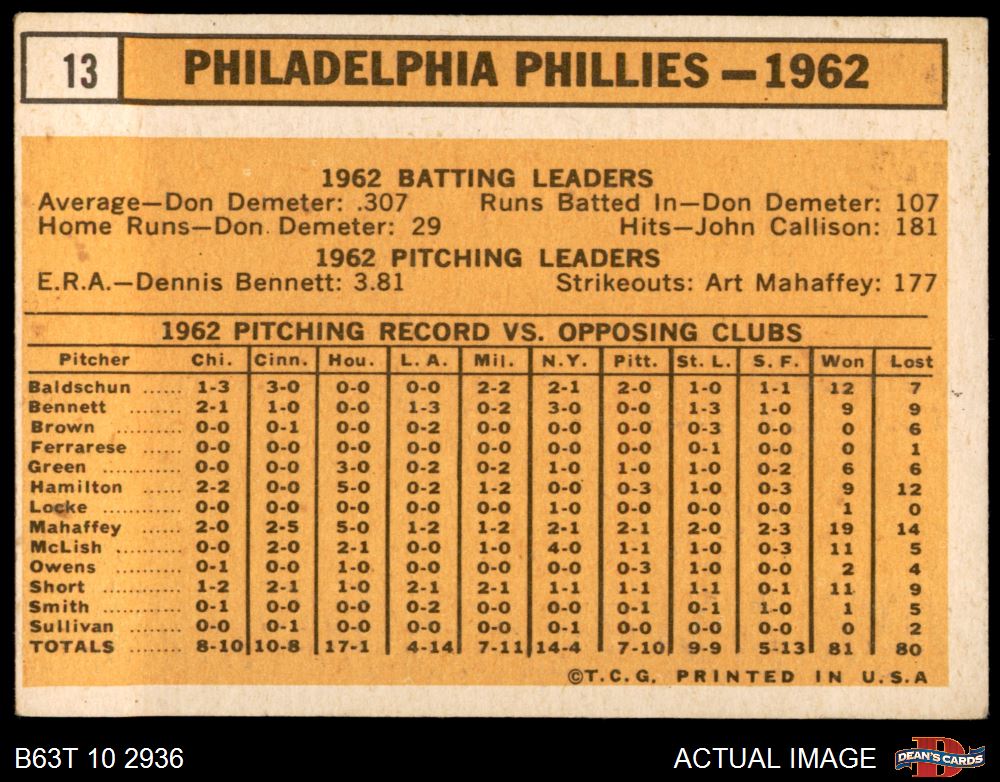 13 PHILADELPHIA PHILLIES — 1962
1962 BATTING LEADERS
Average—Don Demeter: .307 Runs Batted In—Don Demeter: 107
Home Runs—Don Demeter: 29 Hits—John Callison: 181
1962 PITCHING LEADERS
E.R.A.—Dennis Bennett: 3.81 Strikeouts: Art Mahaffey: 177
1962 PITCHING RECORD VS. OPPOSING CLUBS
Pitcher Chi. Cinn. Hou. L. A. Mil. N.Y. Pitt. St. L. S. F. Won Lost
Baldschun ...... 1-3 3-0 0-0 0-0 2-2 2-1 2-0 1-0 1-1 12 7
Bennett ........ 2-1 1-0 0-0 1-3 0-2 3-0 0-0 1-3 1-0 9 9
Brown .......... 0-0 0-1 0-0 0-2 0-0 0-0 0-0 0-3 0-0 0 6
Ferrarese ...... 0-0 0-0 0-0 0-0 0-0 0-0 0-0 0-1 0-0 0 1
Green .......... 0-0 0-0 3-0 0-2 0-2 1-0 1-0 1-0 0-2 6 6
Hamilton ...... 2-2 0-0 5-0 0-2 1-2 0-0 0-3 1-0 0-3 9 12
Locke .......... 0-0 0-0 0-0 0-0 0-0 1-0 0-0 0-0 0-0 1 0
Mahaffey ...... 2-0 2-5 5-0 1-2 1-2 2-1 2-1 2-0 2-3 19 14
McLish ......... 0-0 2-0 2-1 0-0 1-0 4-0 1-1 1-0 0-3 11 5
Owens .......... 0-1 0-0 1-0 0-0 0-0 0-0 0-3 1-0 0-0 2 4
Short ........... 1-2 2-1 1-0 2-1 2-1 1-1 1-1 1-1 0-1 11 9
Smith .......... 0-1 0-0 0-0 0-2 0-0 0-0 0-1 0-1 1-0 1 5
Sullivan ........ 0-0 0-1 0-0 0-0 0-0 0-1 0-0 0-0 0-0 0 2
TOTALS 8-10 10-8 17-1 4-14 7-11 14-4 7-10 9-9 5-13 81 80
©T.C.G. PRINTED IN U.S.A
B63T 10 2936 ACTUAL IMAGE D DEAN'S CARDS